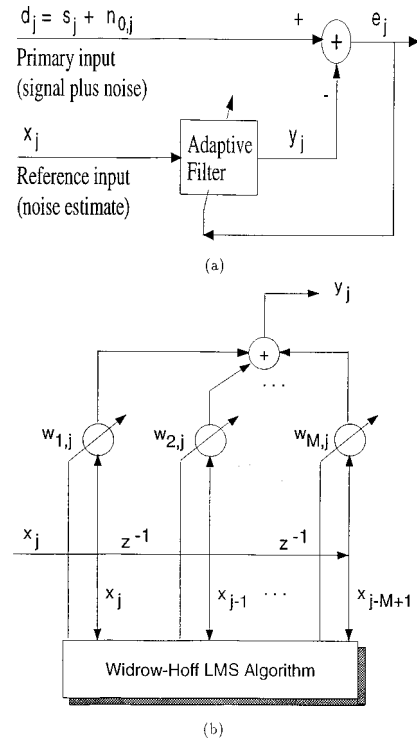 d_j = s_j + n_{0,j}
+
+
e_j
Primary input
(signal plus noise)
-
x_j
Adaptive
Filter
y_j
Reference input
(noise estimate)
(a)
y_j
+
...
w_{1,j}
w_{2,j}
w_{M,j}
x_j
z^{-1}
z^{-1}
x_j
x_{j-1}
...
x_{j-M+1}
Widrow-Hoff LMS Algorithm
(b)